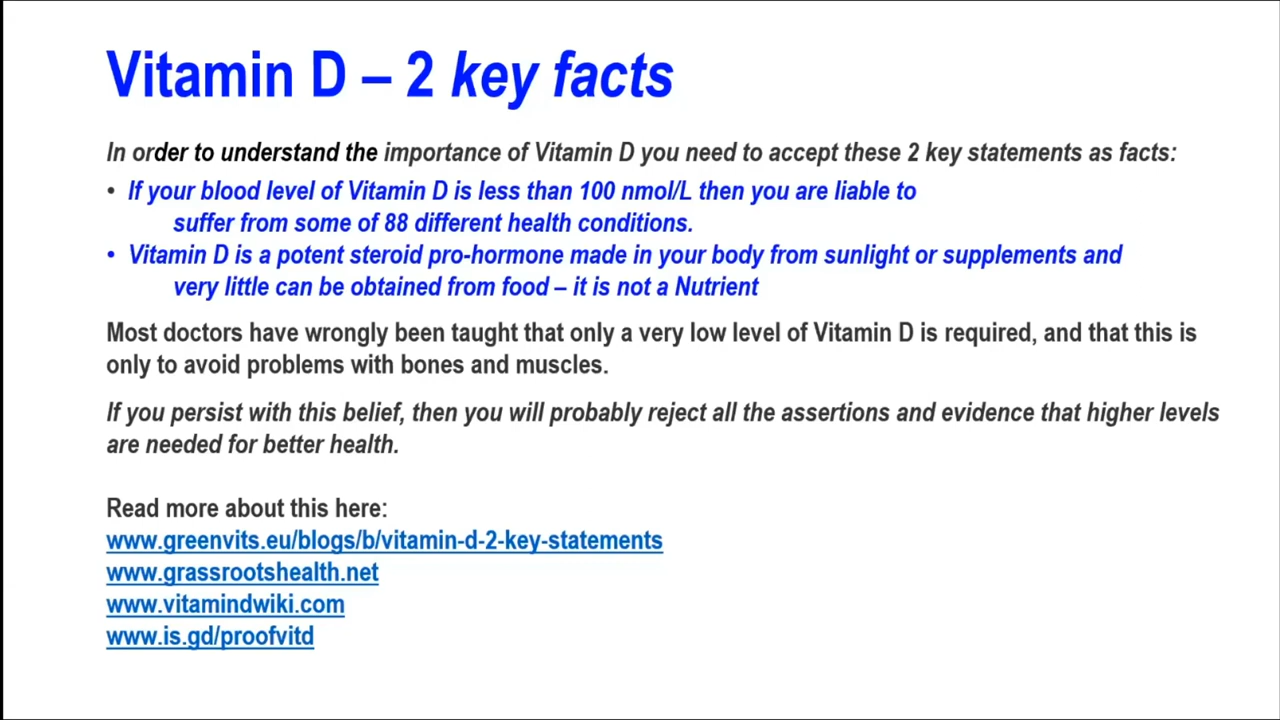 Vitamin D – 2 key facts
In order to understand the importance of Vitamin D you need to accept these 2 key statements as facts:
• If your blood level of Vitamin D is less than 100 nmol/L then you are liable to
suffer from some of 88 different health conditions.
• Vitamin D is a potent steroid pro-hormone made in your body from sunlight or supplements and
very little can be obtained from food – it is not a Nutrient
Most doctors have wrongly been taught that only a very low level of Vitamin D is required, and that this is
only to avoid problems with bones and muscles.
If you persist with this belief, then you will probably reject all the assertions and evidence that higher levels
are needed for better health.
Read more about this here:
www.greenvits.eu/blogs/b/vitamin-d-2-key-statements
www.grassrootshealth.net
www.vitamindwiki.com
www.is.gd/proofvitd